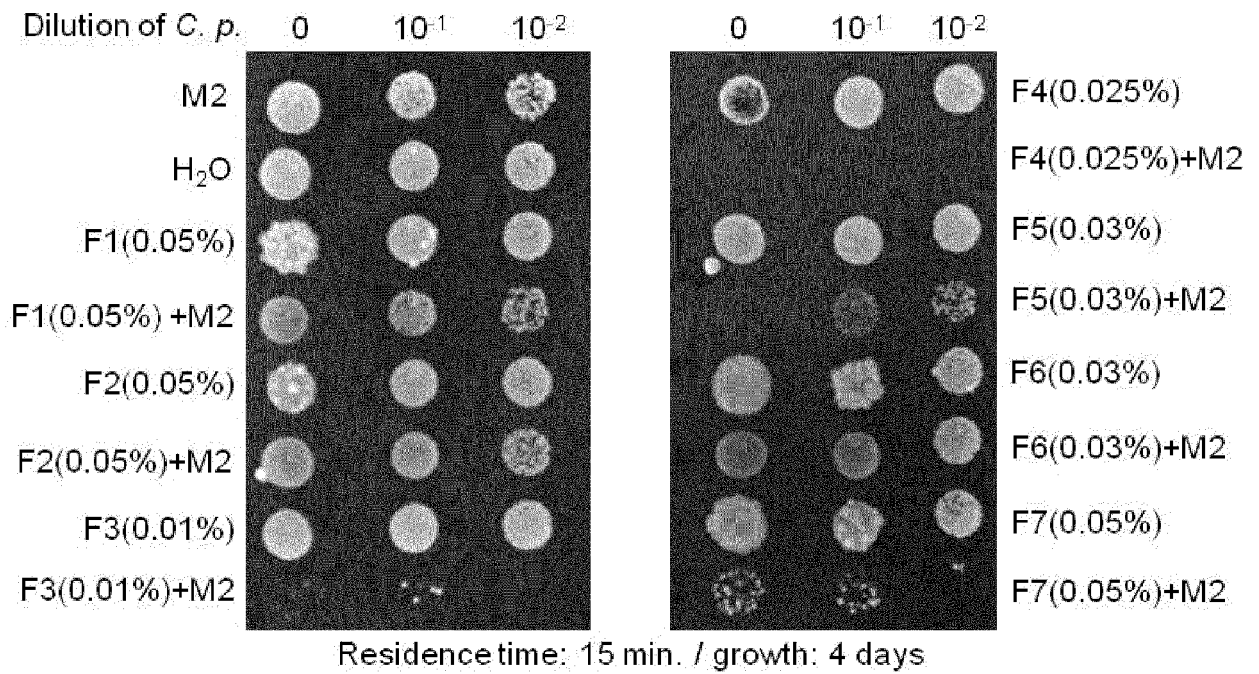 Dilution of C. p. 0 10⁻¹ 10⁻² 0 10⁻¹ 10⁻²
M2
H₂O
F1(0.05%)
F1(0.05%) +M2
F2(0.05%)
F2(0.05%)+M2
F3(0.01%)
F3(0.01%)+M2
F4(0.025%)
F4(0.025%)+M2
F5(0.03%)
F5(0.03%)+M2
F6(0.03%)
F6(0.03%)+M2
F7(0.05%)
F7(0.05%)+M2
Residence time: 15 min. / growth: 4 days